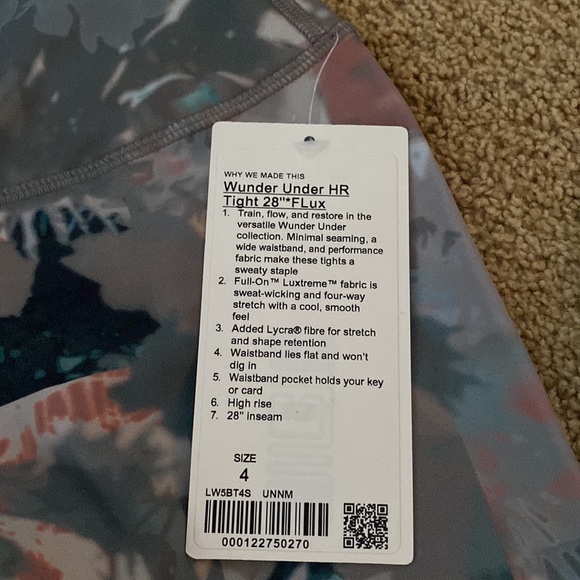 WHY WE MADE THIS
Wunder Under HR
Tight 28"*FLux
1. Train, flow, and restore in the
versatile Wunder Under
collection. Minimal seaming, a
wide waistband, and performance
fabric make these tights a
sweaty staple
2. Full-On™ Luxtreme™ fabric is
sweat-wicking and four-way
stretch with a cool, smooth
feel
3. Added Lycra® fibre for stretch
and shape retention
4. Waistband lies flat and won't
dig in
5. Waistband pocket holds your key
or card
6. High rise
7. 28" inseam
SIZE
4
LW5BT4S UNNM
000122750270